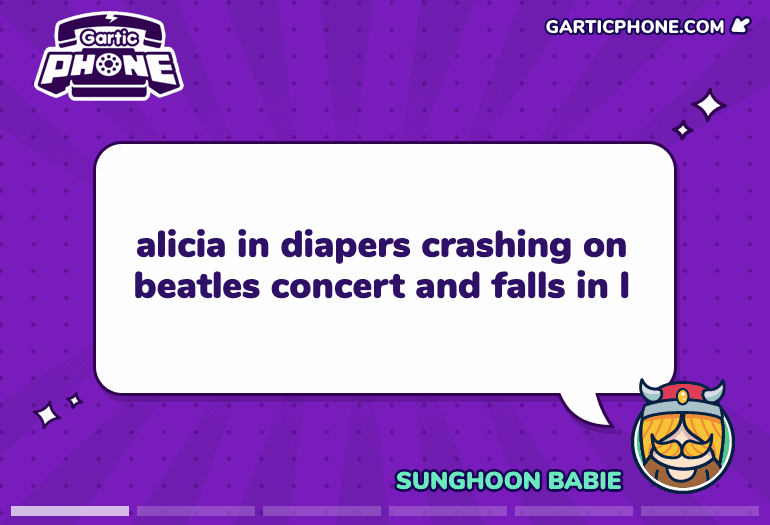 Gartic
PHONE
GARTICPHONE.COM
alicia in diapers crashing on
beatles concert and falls in l
SUNGHOON BABIE